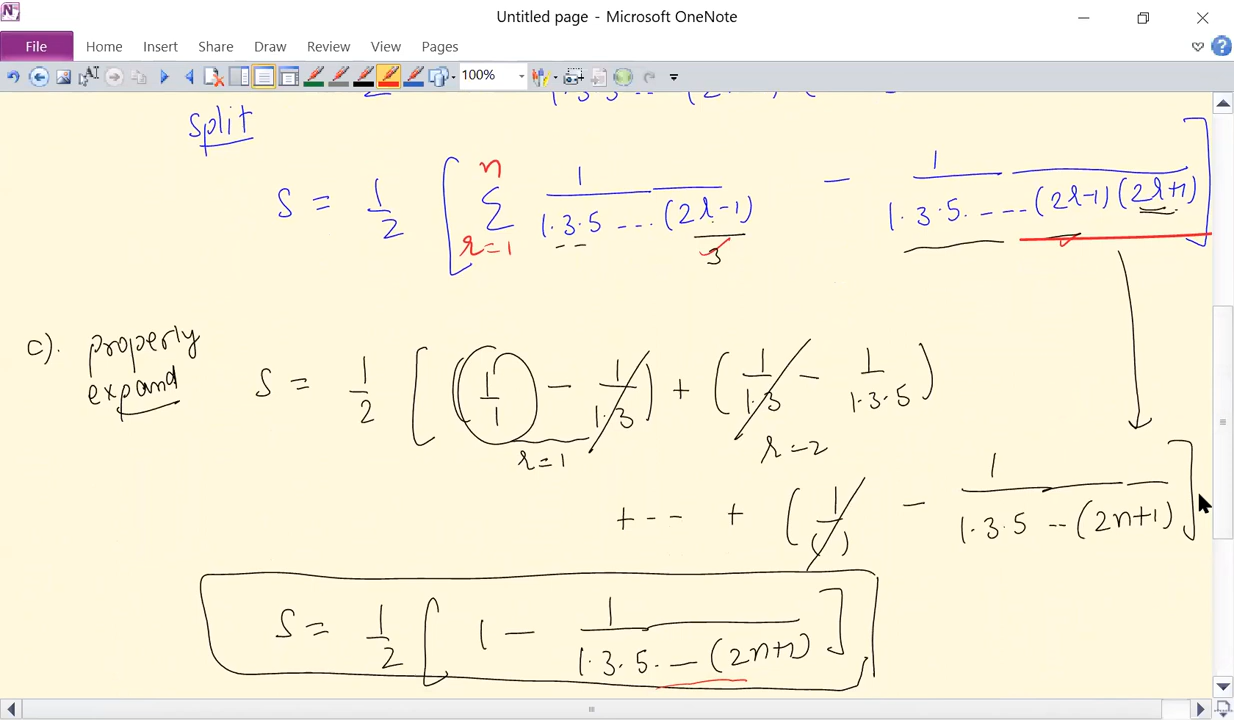 Untitled page - Microsoft OneNote
File Home Insert Share Draw Review View Pages
100%
split
S = 1/2 [ n Σ r=1 1/(1·3·5 ... (2r-1)) - 1/(1·3·5. ---- (2r-1)(2r+1)) ]
3
c). properly
expand
S = 1/2 [ (1/1 - 1/1·3) + (1/1·3 - 1/1·3·5)
r=1 r=2
+-- + (1/( ) - 1/(1·3·5 --(2n+1)) ]
S = 1/2 [ 1 - 1/(1·3·5. -- (2n+1)) ]